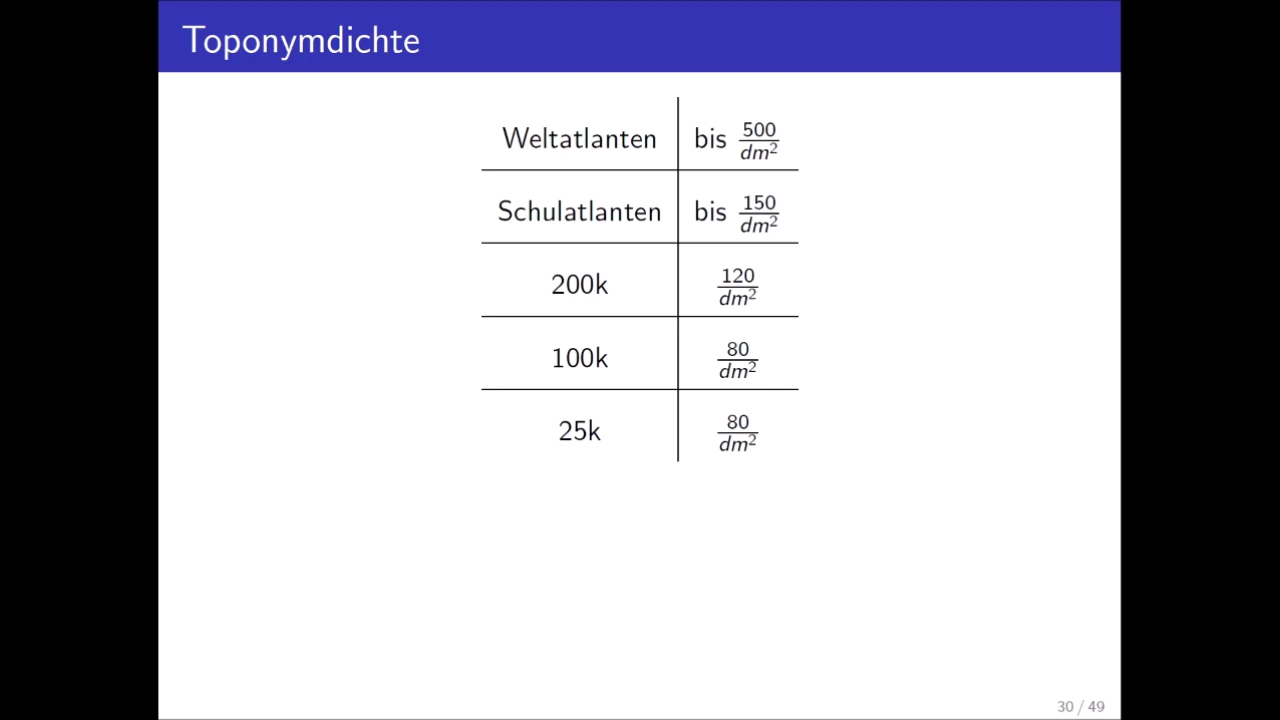 Toponymdichte
Weltatlanten bis 500/dm²
Schulatlanten bis 150/dm²
200k 120/dm²
100k 80/dm²
25k 80/dm²
30 / 49